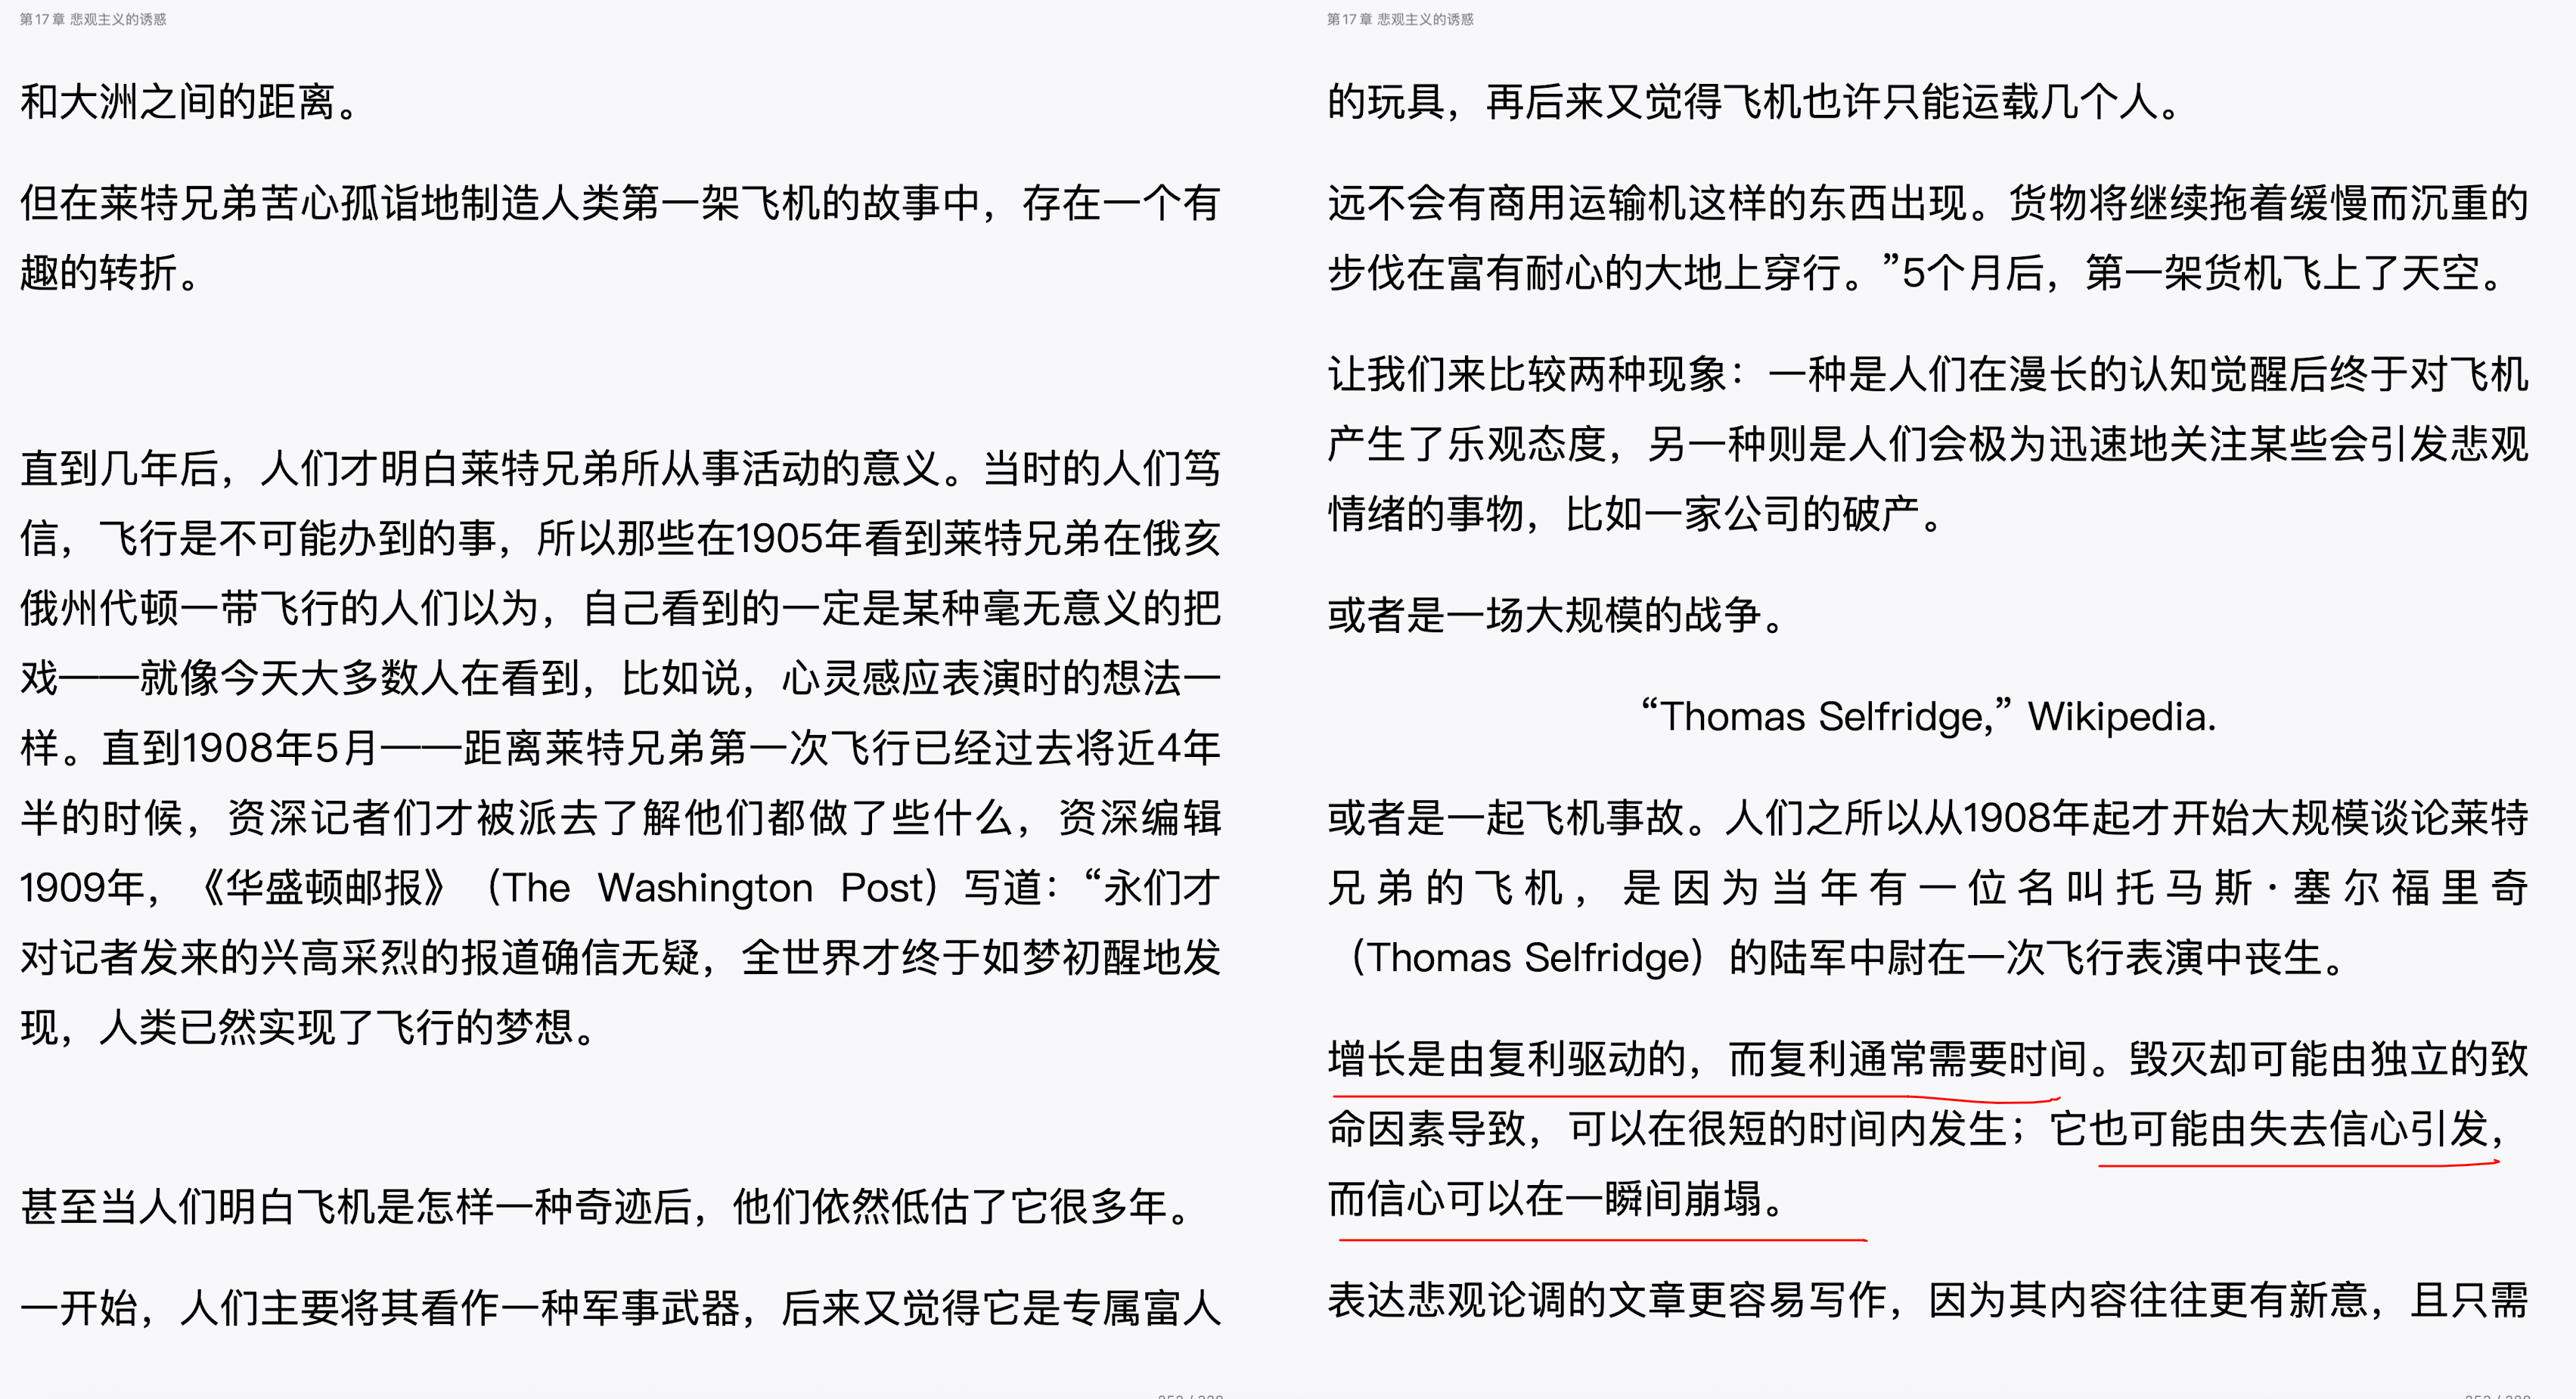 第17章 悲观主义的诱惑
和大洲之间的距离。
但在莱特兄弟苦心孤诣地制造人类第一架飞机的故事中，存在一个有
趣的转折。
直到几年后，人们才明白莱特兄弟所从事活动的意义。当时的人们笃
信，飞行是不可能办到的事，所以那些在1905年看到莱特兄弟在俄亥
俄州代顿一带飞行的人们以为，自己看到的一定是某种毫无意义的把
戏——就像今天大多数人在看到，比如说，心灵感应表演时的想法一
样。直到1908年5月——距离莱特兄弟第一次飞行已经过去将近4年
半的时候，资深记者们才被派去了解他们都做了些什么，资深编辑
1909年，《华盛顿邮报》（The Washington Post）写道：“永们才
对记者发来的兴高采烈的报道确信无疑，全世界才终于如梦初醒地发
现，人类已然实现了飞行的梦想。
甚至当人们明白飞机是怎样一种奇迹后，他们依然低估了它很多年。
一开始，人们主要将其看作一种军事武器，后来又觉得它是专属富人
第17章 悲观主义的诱惑
的玩具，再后来又觉得飞机也许只能运载几个人。
远不会有商用运输机这样的东西出现。货物将继续拖着缓慢而沉重的
步伐在富有耐心的大地上穿行。”5个月后，第一架货机飞上了天空。
让我们来比较两种现象：一种是人们在漫长的认知觉醒后终于对飞机
产生了乐观态度，另一种则是人们会极为迅速地关注某些会引发悲观
情绪的事物，比如一家公司的破产。
或者是一场大规模的战争。
“Thomas Selfridge,” Wikipedia.
或者是一起飞机事故。人们之所以从1908年起才开始大规模谈论莱特
兄弟的飞机，是因为当年有一位名叫托马斯·塞尔福里奇
（Thomas Selfridge）的陆军中尉在一次飞行表演中丧生。
增长是由复利驱动的，而复利通常需要时间。毁灭却可能由独立的致
命因素导致，可以在很短的时间内发生；它也可能由失去信心引发，
而信心可以在一瞬间崩塌。
表达悲观论调的文章更容易写作，因为其内容往往更有新意，且只需